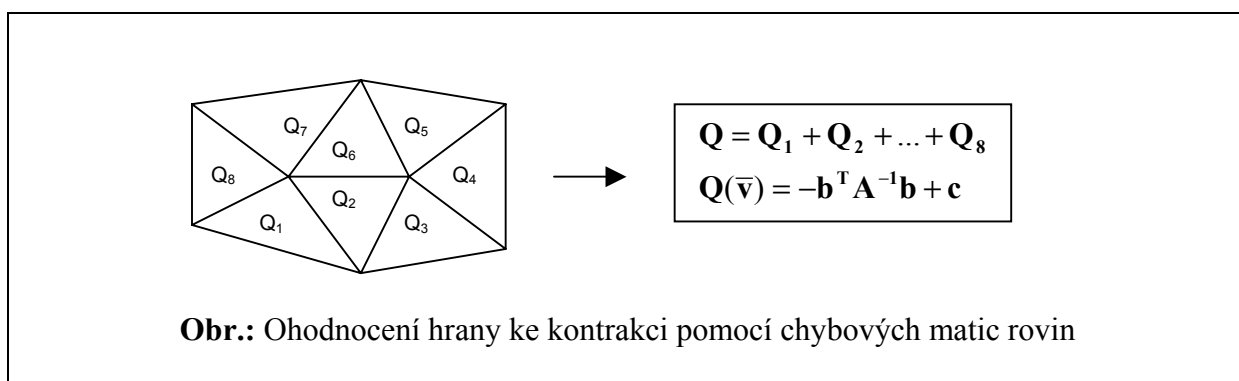 Q₇ Q₅
Q₆
Q₈ Q₄
Q₂
Q₁ Q₃
Q = Q₁ + Q₂ + ... + Q₈
Q(v̅) = −bᵀA⁻¹b + c
Obr.: Ohodnocení hrany ke kontrakci pomocí chybových matic rovin